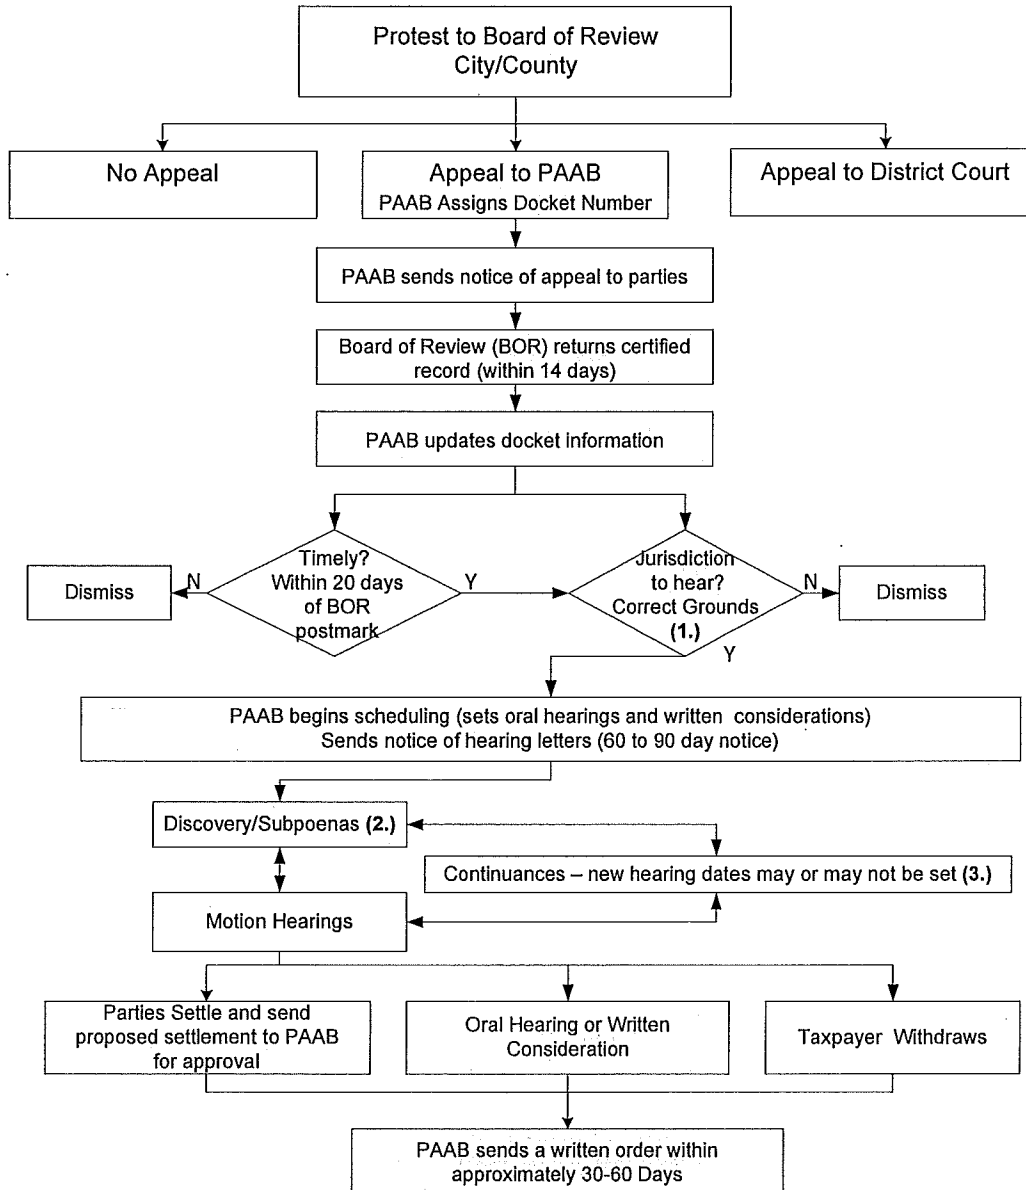 Protest to Board of Review
City/County
No Appeal
Appeal to PAAB
PAAB Assigns Docket Number
Appeal to District Court
PAAB sends notice of appeal to parties
Board of Review (BOR) returns certified
record (within 14 days)
PAAB updates docket information
Timely?
Within 20 days
of BOR
postmark
Jurisdiction
to hear?
Correct Grounds
(1.)
Dismiss
N
Y
N
Dismiss
Y
PAAB begins scheduling (sets oral hearings and written considerations)
Sends notice of hearing letters (60 to 90 day notice)
Discovery/Subpoenas (2.)
Continuances – new hearing dates may or may not be set (3.)
Motion Hearings
Parties Settle and send
proposed settlement to PAAB
for approval
Oral Hearing or Written
Consideration
Taxpayer Withdraws
PAAB sends a written order within
approximately 30-60 Days